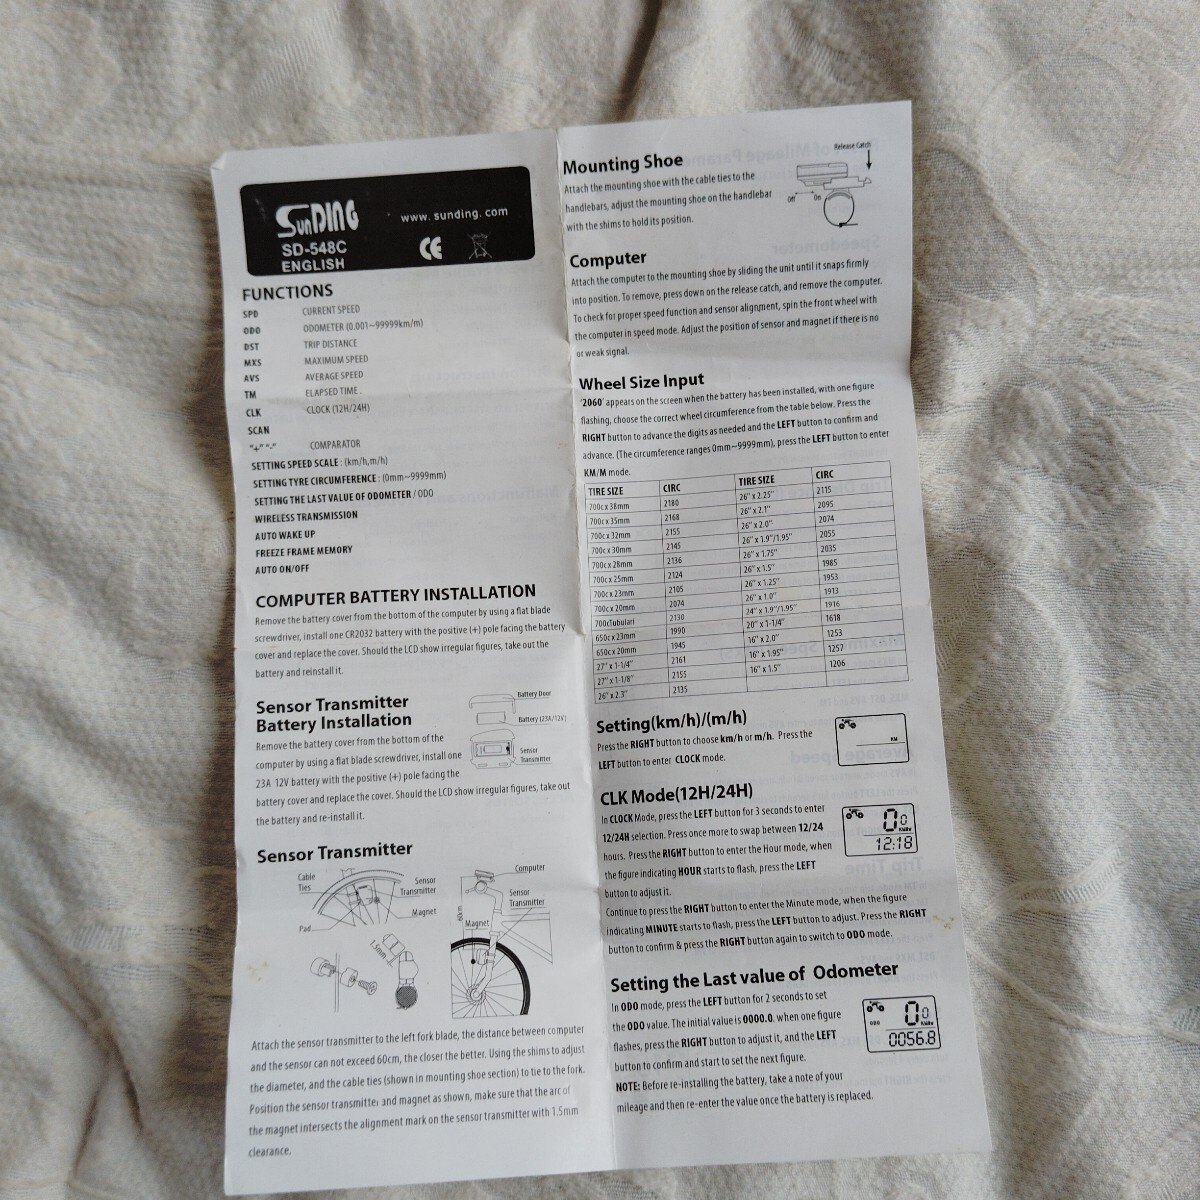 SunDING
www.sunding.com
SD-548C
ENGLISH
CE
FUNCTIONS
SPD CURRENT SPEED
ODO ODOMETER (0.001~99999km/m)
DST TRIP DISTANCE
MXS MAXIMUM SPEED
AVS AVERAGE SPEED
TM ELAPSED TIME.
CLK CLOCK (12H/24H)
SCAN
"+" "-" COMPARATOR
SETTING SPEED SCALE : (km/h,m/h)
SETTING TYRE CIRCUMFERENCE : (0mm~9999mm)
SETTING THE LAST VALUE OF ODOMETER / ODO
WIRELESS TRANSMISSION
AUTO WAKE UP
FREEZE FRAME MEMORY
AUTO ON/OFF
COMPUTER BATTERY INSTALLATION
Remove the battery cover from the bottom of the computer by using a flat blade
screwdriver, install one CR2032 battery with the positive (+) pole facing the battery
cover and replace the cover. Should the LCD show irregular figures, take out the
battery and reinstall it.
Sensor Transmitter
Battery Installation
Remove the battery cover from the bottom of the
computer by using a flat blade screwdriver, install one
23A 12V battery with the positive (+) pole facing the
battery cover and replace the cover. Should the LCD show irregular figures, take out
the battery and re-install it.
Battery Door
Battery (23A/12V)
Sensor
Transmitter
Sensor Transmitter
Cable
Ties
Sensor
Transmitter
Magnet
Pad
1.5mm
Computer
Sensor
Transmitter
60cm
Magnet
Attach the sensor transmitter to the left fork blade, the distance between computer
and the sensor can not exceed 60cm, the closer the better. Using the shims to adjust
the diameter, and the cable ties (shown in mounting shoe section) to tie to the fork.
Position the sensor transmitter and magnet as shown, make sure that the arc of
the magnet intersects the alignment mark on the sensor transmitter with 1.5mm
clearance.
Mounting Shoe
Attach the mounting shoe with the cable ties to the
handlebars, adjust the mounting shoe on the handlebar
with the shims to hold its position.
Release Catch
Off On
Computer
Attach the computer to the mounting shoe by sliding the unit until it snaps firmly
into position. To remove, press down on the release catch, and remove the computer.
To check for proper speed function and sensor alignment, spin the front wheel with
the computer in speed mode. Adjust the position of sensor and magnet if there is no
or weak signal.
Wheel Size Input
'2060' appears on the screen when the battery has been installed, with one figure
flashing, choose the correct wheel circumference from the table below. Press the
RIGHT button to advance the digits as needed and the LEFT button to confirm and
advance. (The circumference ranges 0mm~9999mm), press the LEFT button to enter
KM/M mode.
TIRE SIZE CIRC TIRE SIZE CIRC
700c x 38mm 2180 26" x 2.25" 2115
700c x 35mm 2168 26" x 2.1" 2095
700c x 32mm 2155 26" x 2.0" 2074
700c x 30mm 2145 26" x 1.9"/1.95" 2055
700c x 28mm 2136 26" x 1.75" 2035
700c x 25mm 2124 26" x 1.5" 1985
700c x 23mm 2105 26" x 1.25" 1953
700c x 20mm 2074 26" x 1.0" 1913
700cTubularl 2130 24" x 1.9"/1.95" 1916
650c x 23mm 1990 20" x 1-1/4" 1618
650c x 20mm 1945 16" x 2.0" 1253
27" x 1-1/4" 2161 16" x 1.95" 1257
27" x 1-1/8" 2155 16" x 1.5" 1206
26" x 2.3" 2135
Setting(km/h)/(m/h)
Press the RIGHT button to choose km/h or m/h. Press the
LEFT button to enter CLOCK mode.
KM
CLK Mode(12H/24H)
In CLOCK Mode, press the LEFT button for 3 seconds to enter
12/24H selection. Press once more to swap between 12/24
hours. Press the RIGHT button to enter the Hour mode, when
the figure indicating HOUR starts to flash, press the LEFT
button to adjust it.
Continue to press the RIGHT button to enter the Minute mode, when the figure
indicating MINUTE starts to flash, press the LEFT button to adjust. Press the RIGHT
button to confirm & press the RIGHT button again to switch to ODO mode.
00
12:18
Setting the Last value of Odometer
In ODO mode, press the LEFT button for 2 seconds to set
the ODO value. The initial value is 0000.0. when one figure
flashes, press the RIGHT button to adjust it, and the LEFT
button to confirm and start to set the next figure.
NOTE: Before re-installing the battery, take a note of your
mileage and then re-enter the value once the battery is replaced.
ODO
00
0056.8